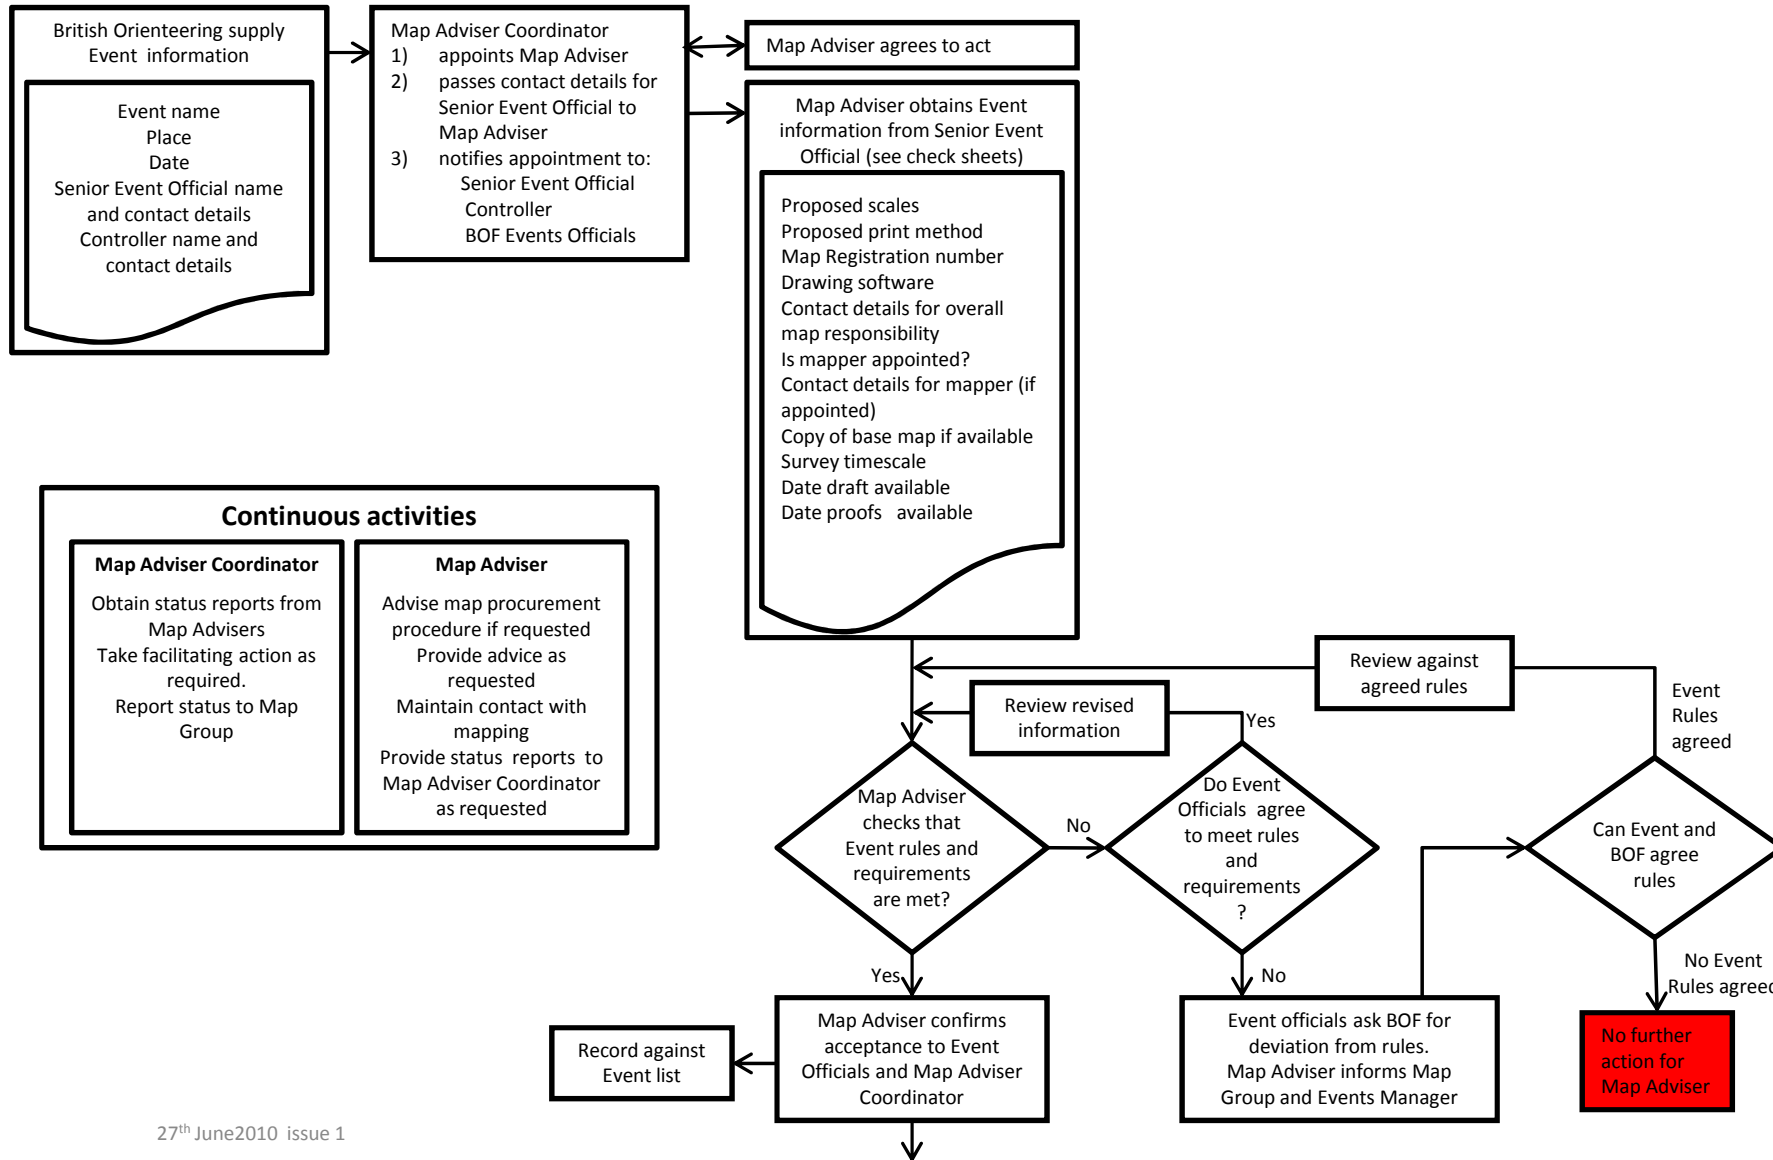 British Orienteering supply
Event information
Event name
Place
Date
Senior Event Official name
and contact details
Controller name and
contact details
Map Adviser Coordinator
1) appoints Map Adviser
2) passes contact details for
Senior Event Official to
Map Adviser
3) notifies appointment to:
Senior Event Official
Controller
BOF Events Officials
Map Adviser agrees to act
Map Adviser obtains Event
information from Senior Event
Official (see check sheets)
Proposed scales
Proposed print method
Map Registration number
Drawing software
Contact details for overall
map responsibility
Is mapper appointed?
Contact details for mapper (if
appointed)
Copy of base map if available
Survey timescale
Date draft available
Date proofs available
Continuous activities
Map Adviser Coordinator
Obtain status reports from
Map Advisers
Take facilitating action as
required.
Report status to Map
Group
Map Adviser
Advise map procurement
procedure if requested
Provide advice as
requested
Maintain contact with
mapping
Provide status reports to
Map Adviser Coordinator
as requested
Review against
agreed rules
Event
Rules
agreed
Review revised
information
Yes
Map Adviser
checks that
Event rules and
requirements
are met?
No
Do Event
Officials agree
to meet rules
and
requirements
?
Can Event and
BOF agree
rules
Yes
No
No Event
Rules agreed
Map Adviser confirms
acceptance to Event
Officials and Map Adviser
Coordinator
Record against
Event list
Event officials ask BOF for
deviation from rules.
Map Adviser informs Map
Group and Events Manager
No further
action for
Map Adviser
27th June2010 issue 1